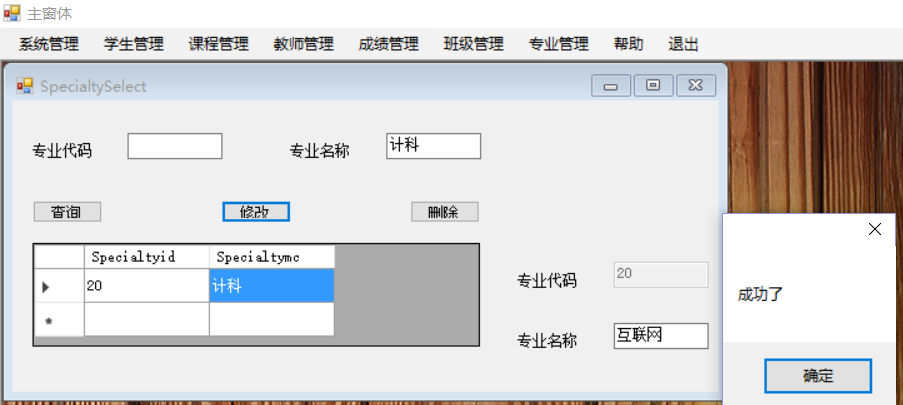 主窗体
系统管理 学生管理 课程管理 教师管理 成绩管理 班级管理 专业管理 帮助 退出
SpecialtySelect
专业代码 专业名称 计科
查询 修改 删除
Specialtyid Specialtymc
20 计科
*
专业代码 20
专业名称 互联网
成功了
确定